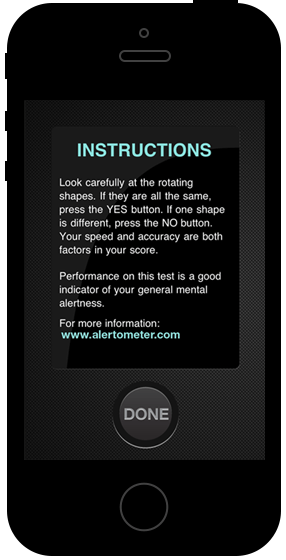 INSTRUCTIONS
Look carefully at the rotating
shapes. If they are all the same,
press the YES button. If one shape
is different, press the NO button.
Your speed and accuracy are both
factors in your score.
Performance on this test is a good
indicator of your general mental
alertness.
For more information:
www.alertometer.com
DONE